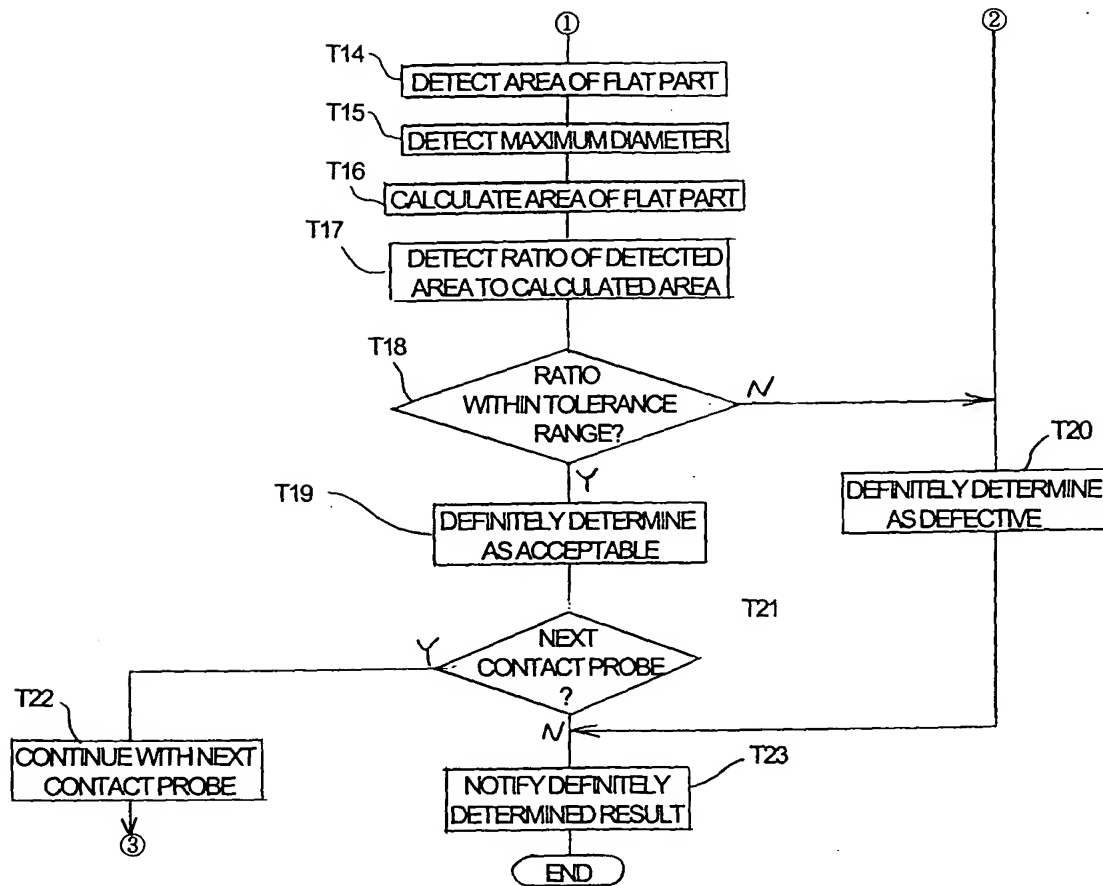 ①
②
T14
DETECT AREA OF FLAT PART
T15
DETECT MAXIMUM DIAMETER
T16
CALCULATE AREA OF FLAT PART
T17
DETECT RATIO OF DETECTED
AREA TO CALCULATED AREA
T18
RATIO
WITHIN TOLERANCE
RANGE?
N
Y
T20
DEFINITELY DETERMINE
AS DEFECTIVE
T19
DEFINITELY DETERMINE
AS ACCEPTABLE
T21
NEXT
CONTACT PROBE
?
Y
N
T22
CONTINUE WITH NEXT
CONTACT PROBE
③
T23
NOTIFY DEFINITELY
DETERMINED RESULT
END